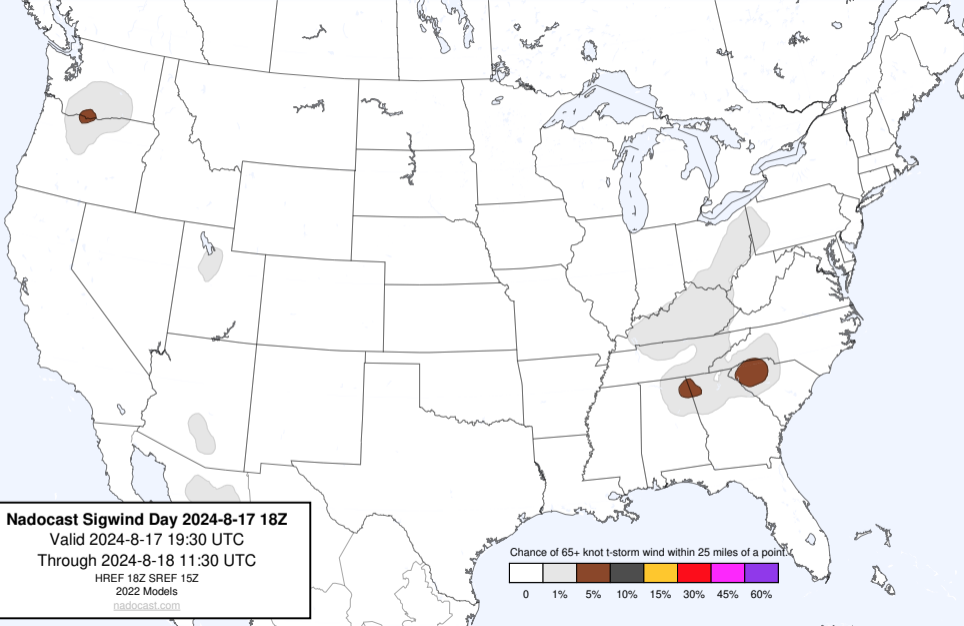 Nadocast Sigwind Day 2024-8-17 18Z
Valid 2024-8-17 19:30 UTC
Through 2024-8-18 11:30 UTC
HREF 18Z SREF 15Z
2022 Models
nadocast.com
Chance of 65+ knot t-storm wind within 25 miles of a point.
0 1% 5% 10% 15% 30% 45% 60%